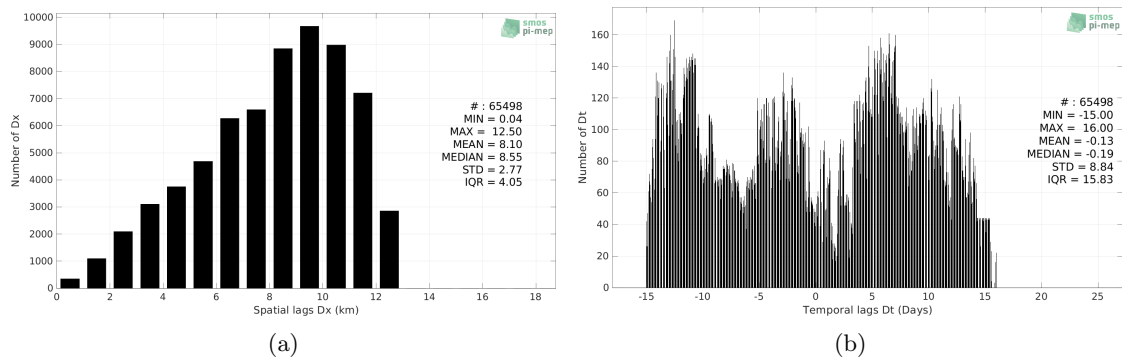 smos
pi-mep
10000
9000
8000
7000
6000
5000
4000
3000
2000
1000
0
Number of Dx
# : 65498
MIN = 0.04
MAX = 12.50
MEAN = 8.10
MEDIAN = 8.55
STD = 2.77
IQR = 4.05
0 2 4 6 8 10 12 14 16 18
Spatial lags Dx (km)
(a)
smos
pi-mep
160
140
120
100
80
60
40
20
0
Number of Dt
# : 65498
MIN = -15.00
MAX = 16.00
MEAN = -0.13
MEDIAN = -0.19
STD = 8.84
IQR = 15.83
-15 -10 -5 0 5 10 15 20 25
Temporal lags Dt (Days)
(b)